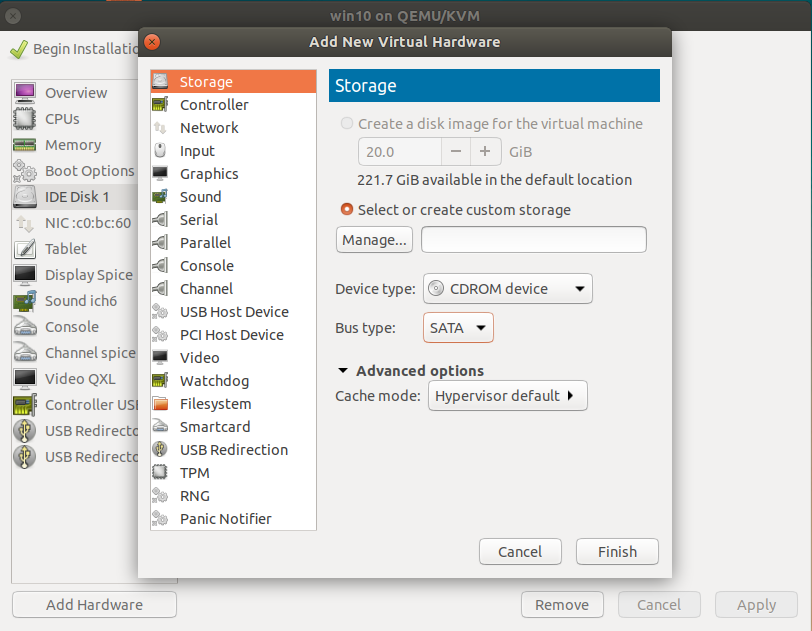 win10 on QEMU/KVM
Begin Installatio
Overview
CPUs
Memory
Boot Options
IDE Disk 1
NIC :c0:bc:60
Tablet
Display Spice
Sound ich6
Console
Channel spice
Video QXL
Controller USB
USB Redirecto
USB Redirecto
Add Hardware
Remove
Cancel
Apply
Add New Virtual Hardware
Storage
Controller
Network
Input
Graphics
Sound
Serial
Parallel
Console
Channel
USB Host Device
PCI Host Device
Video
Watchdog
Filesystem
Smartcard
USB Redirection
TPM
RNG
Panic Notifier
Storage
Create a disk image for the virtual machine
20.0 − + GiB
221.7 GiB available in the default location
Select or create custom storage
Manage...
Device type: CDROM device
Bus type: SATA
Advanced options
Cache mode: Hypervisor default
Cancel
Finish